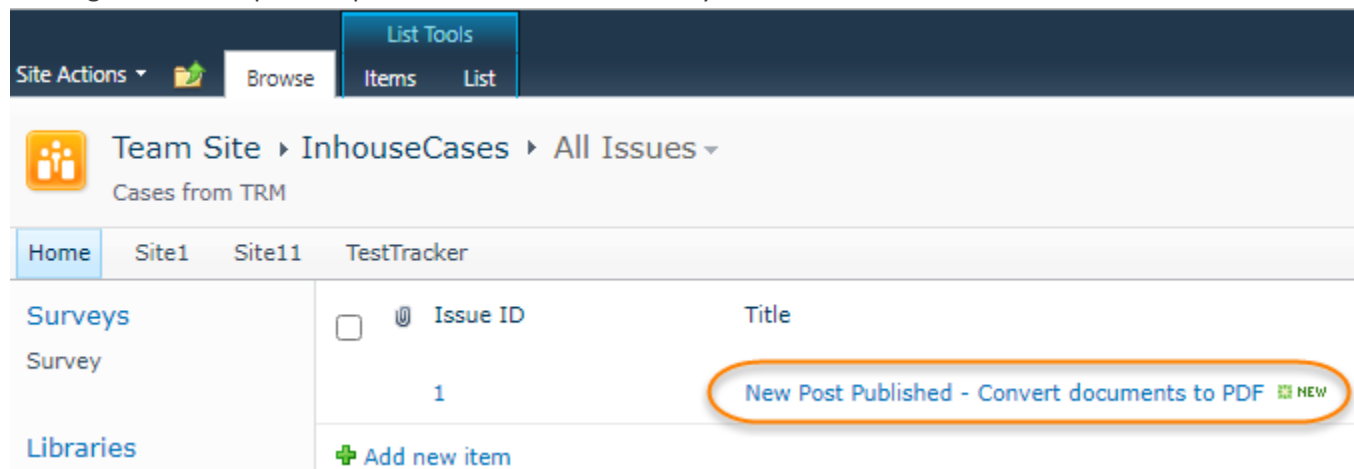 List Tools
Site Actions Browse Items List
Team Site InhouseCases All Issues
Cases from TRM
Home Site1 Site11 TestTracker
Surveys
Issue ID Title
Survey
1 New Post Published - Convert documents to PDF NEW
Libraries
Add new item